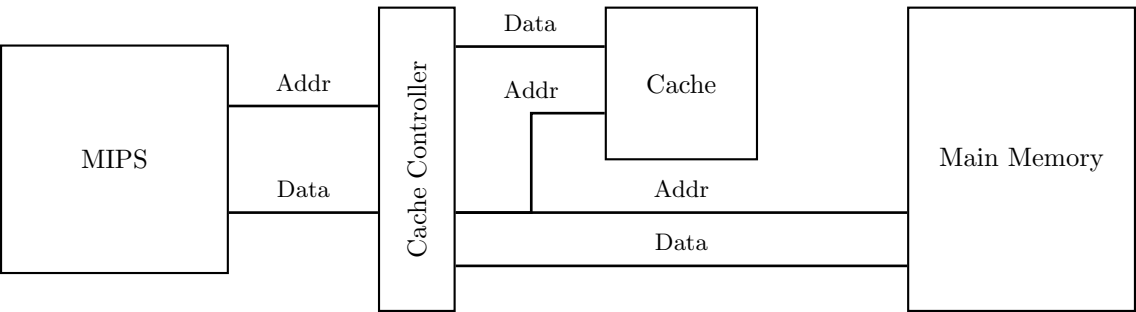 Data
Addr
Cache
Addr
MIPS
Data
Cache Controller
Addr
Data
Main Memory